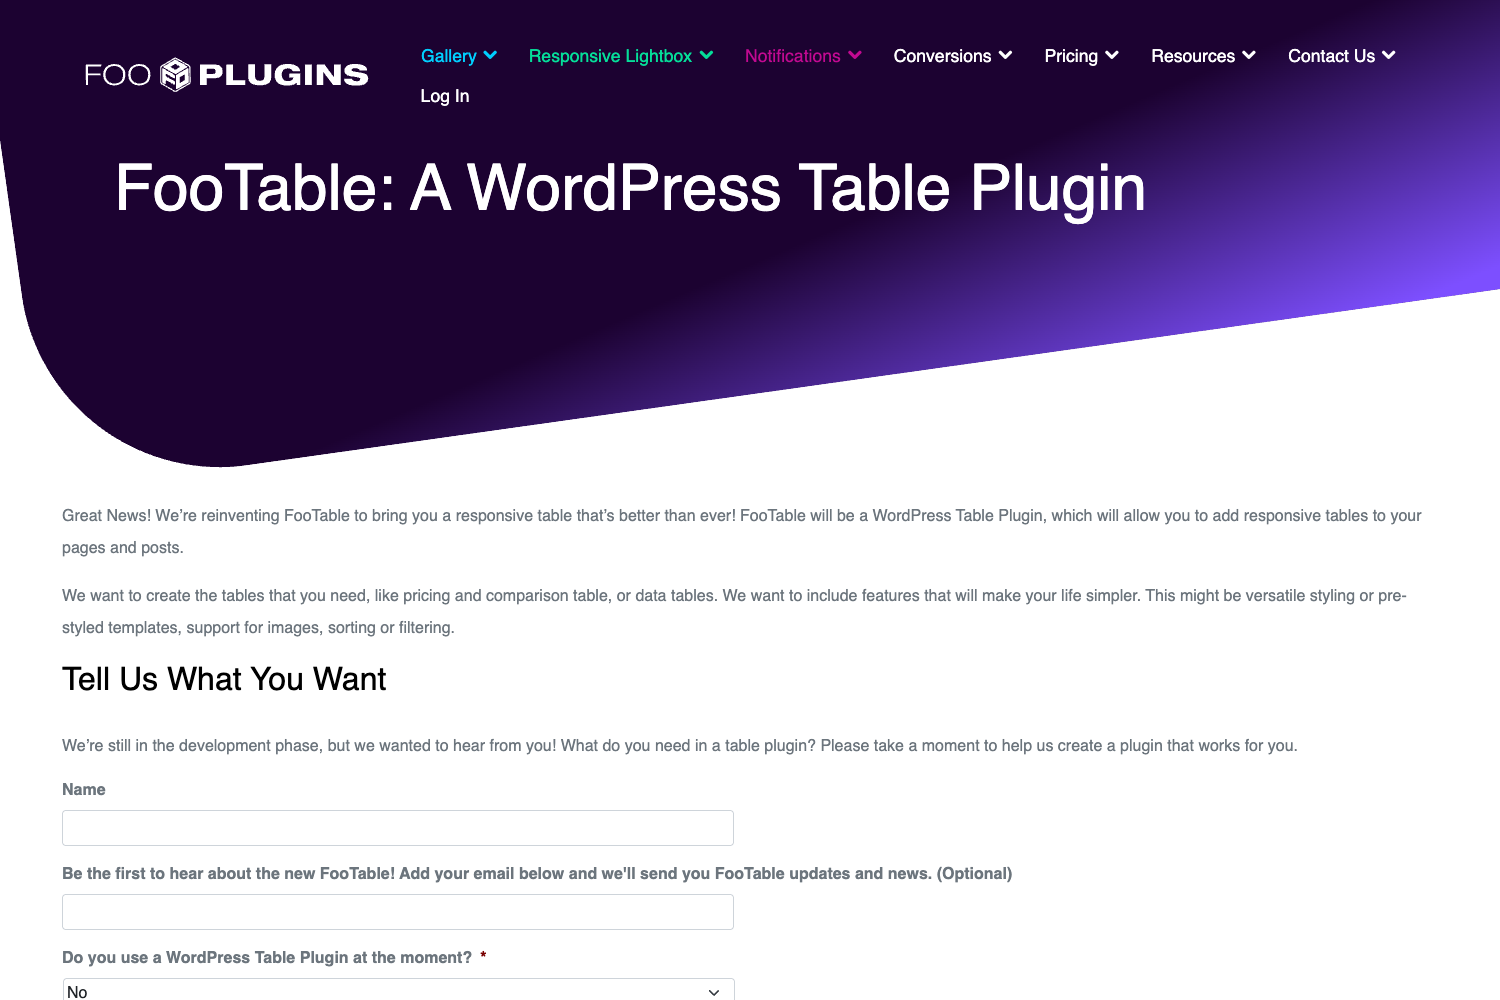 FOO PLUGINS
Gallery Responsive Lightbox Notifications Conversions Pricing Resources Contact Us
Log In
FooTable: A WordPress Table Plugin
Great News! We’re reinventing FooTable to bring you a responsive table that’s better than ever! FooTable will be a WordPress Table Plugin, which will allow you to add responsive tables to your
pages and posts.
We want to create the tables that you need, like pricing and comparison table, or data tables. We want to include features that will make your life simpler. This might be versatile styling or pre-
styled templates, support for images, sorting or filtering.
Tell Us What You Want
We’re still in the development phase, but we wanted to hear from you! What do you need in a table plugin? Please take a moment to help us create a plugin that works for you.
Name
Be the first to hear about the new FooTable! Add your email below and we'll send you FooTable updates and news. (Optional)
Do you use a WordPress Table Plugin at the moment? *
No